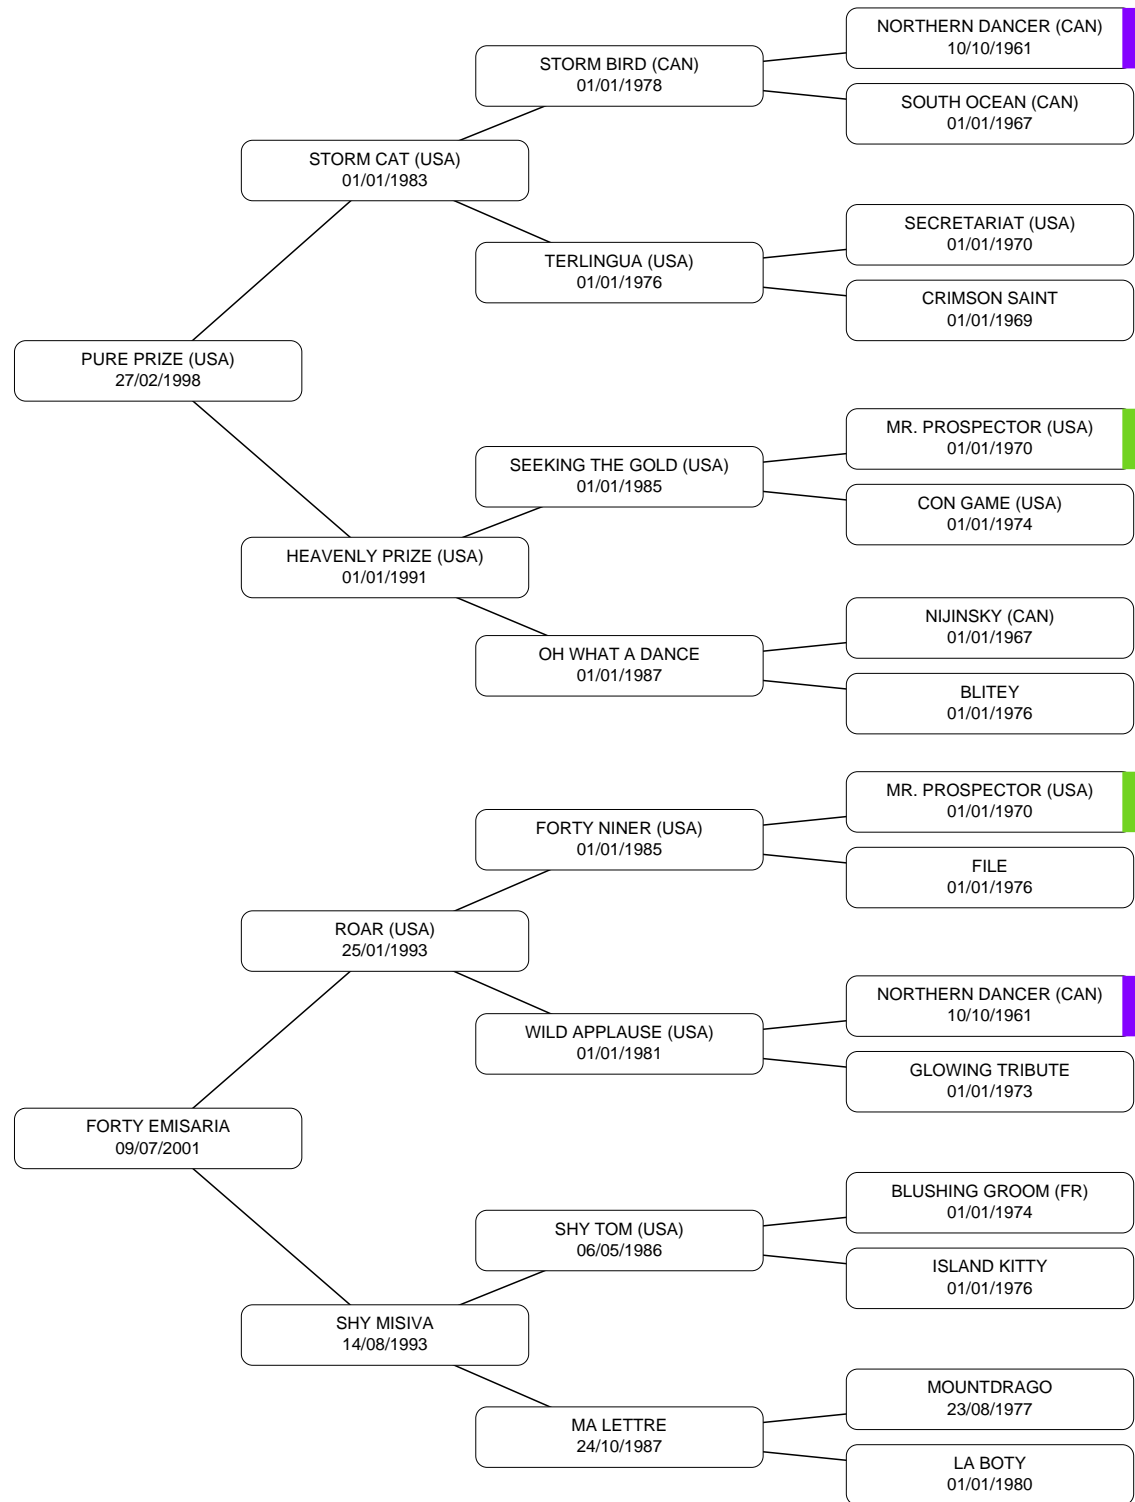 NORTHERN DANCER (CAN)
10/10/1961
STORM BIRD (CAN)
01/01/1978
SOUTH OCEAN (CAN)
01/01/1967
STORM CAT (USA)
01/01/1983
SECRETARIAT (USA)
01/01/1970
TERLINGUA (USA)
01/01/1976
CRIMSON SAINT
01/01/1969
PURE PRIZE (USA)
27/02/1998
MR. PROSPECTOR (USA)
01/01/1970
SEEKING THE GOLD (USA)
01/01/1985
CON GAME (USA)
01/01/1974
HEAVENLY PRIZE (USA)
01/01/1991
NIJINSKY (CAN)
01/01/1967
OH WHAT A DANCE
01/01/1987
BLITEY
01/01/1976
MR. PROSPECTOR (USA)
01/01/1970
FORTY NINER (USA)
01/01/1985
FILE
01/01/1976
ROAR (USA)
25/01/1993
NORTHERN DANCER (CAN)
10/10/1961
WILD APPLAUSE (USA)
01/01/1981
GLOWING TRIBUTE
01/01/1973
FORTY EMISARIA
09/07/2001
BLUSHING GROOM (FR)
01/01/1974
SHY TOM (USA)
06/05/1986
ISLAND KITTY
01/01/1976
SHY MISIVA
14/08/1993
MOUNTDRAGO
23/08/1977
MA LETTRE
24/10/1987
LA BOTY
01/01/1980